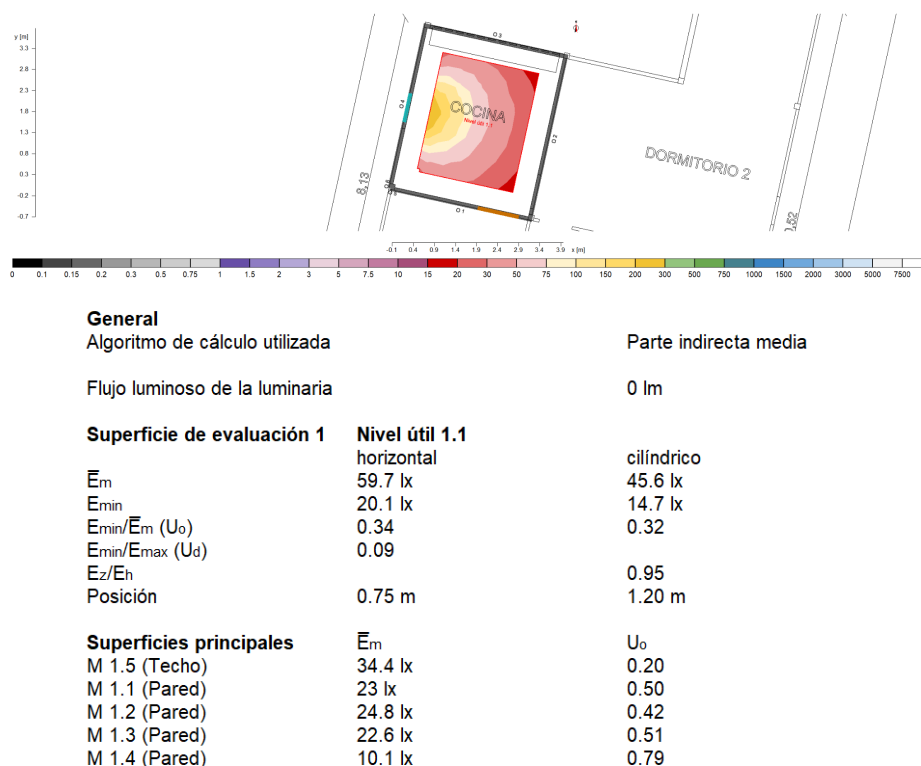 y [m]
3.3
2.8
2.3
1.8
1.3
0.8
0.3
-0.2
-0.7
O 3
O 4
COCINA
Nivel útil 1.1
O 2
DORMITORIO 2
8,13
O 1
-0.1 0.4 0.9 1.4 1.9 2.4 2.9 3.4 3.9 x [m]
0 0.1 0.15 0.2 0.3 0.5 0.75 1 1.5 2 3 5 7.5 10 15 20 30 50 75 100 150 200 300 500 750 1000 1500 2000 3000 5000 7500
General
Algoritmo de cálculo utilizada Parte indirecta media
Flujo luminoso de la luminaria 0 lm
Superficie de evaluación 1 Nivel útil 1.1
horizontal cilíndrico
Ēm 59.7 lx 45.6 lx
Emin 20.1 lx 14.7 lx
Emin/Ēm (Uo) 0.34 0.32
Emin/Emax (Ud) 0.09
Ez/Eh 0.95
Posición 0.75 m 1.20 m
Superficies principales Ēm Uo
M 1.5 (Techo) 34.4 lx 0.20
M 1.1 (Pared) 23 lx 0.50
M 1.2 (Pared) 24.8 lx 0.42
M 1.3 (Pared) 22.6 lx 0.51
M 1.4 (Pared) 10.1 lx 0.79